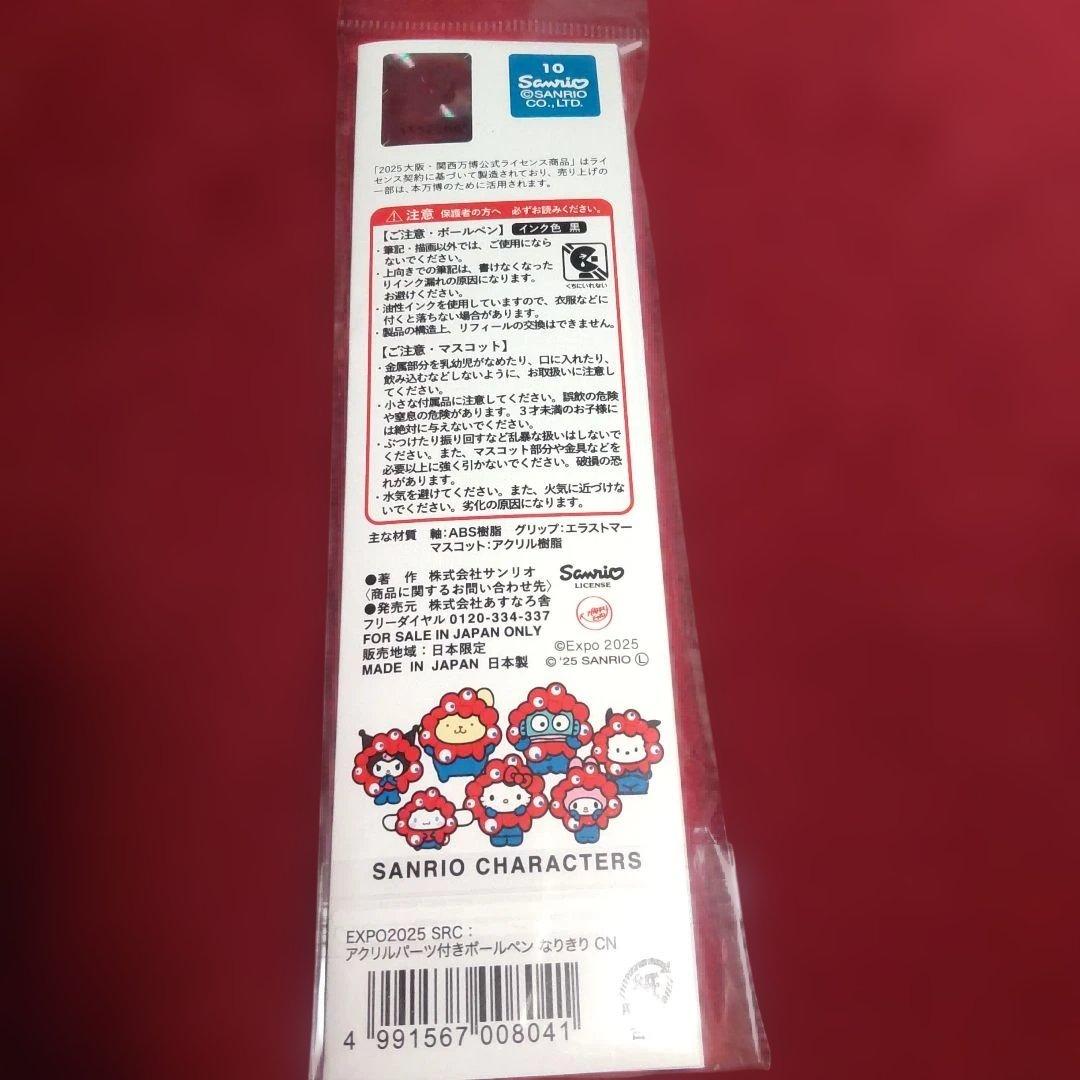 10
Sanrio
©SANRIO
CO.,LTD.
「2025大阪・関西万博公式ライセンス商品」はライ
センス契約に基づいて製造されており、売り上げの
一部は、本万博のために活用されます。
注意 保護者の方へ 必ずお読みください。
【ご注意・ボールペン】 インク色 黒
・筆記・描画以外では、ご使用になら
ないでください。
・上向きでの筆記は、書けなくなった
りインク漏れの原因になります。
お避けください。
くちにいれない
・油性インクを使用していますので、衣服などに
付くと落ちない場合があります。
・製品の構造上、リフィールの交換はできません。
【ご注意・マスコット】
・金属部分を乳幼児がなめたり、口に入れたり、
飲み込むなどしないように、お取扱いに注意し
てください。
・小さな付属品に注意してください。誤飲の危険
や窒息の危険があります。3才未満のお子様に
は絶対に与えないでください。
・ぶつけたり振り回すなど乱暴な扱いはしないで
ください。また、マスコット部分や金具などを
必要以上に強く引かないでください。破損の恐
れがあります。
・水気を避けてください。また、火気に近づけな
いでください。劣化の原因になります。
主な材質 軸:ABS樹脂 グリップ:エラストマー
マスコット:アクリル樹脂
●著 作 株式会社サンリオ
〈商品に関するお問い合わせ先〉
●発売元 株式会社あすなろ舎
フリーダイヤル 0120-334-337
FOR SALE IN JAPAN ONLY
販売地域:日本限定
MADE IN JAPAN 日本製
Sanrio
LICENSE
©Expo 2025
©'25 SANRIO Ⓛ
SANRIO CHARACTERS
EXPO2025 SRC:
アクリルパーツ付きボールペン なりきり CN
4 991567 008041